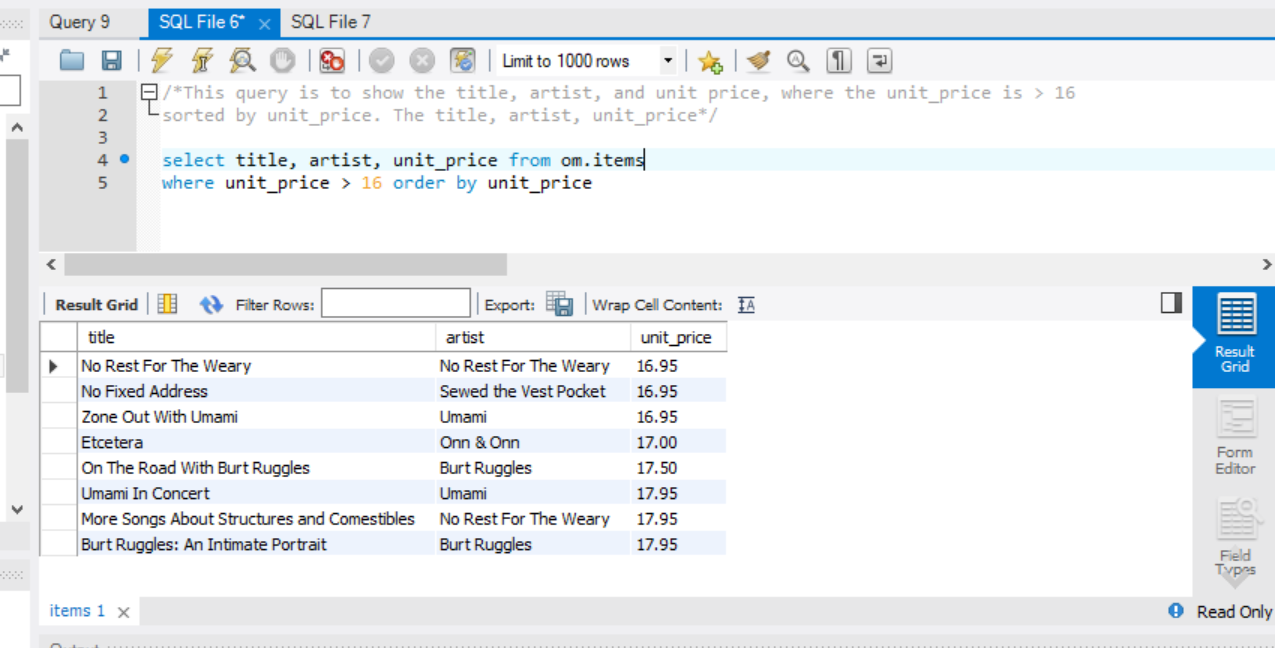 Query 9 SQL File 6* SQL File 7
Limit to 1000 rows
1 /*This query is to show the title, artist, and unit price, where the unit_price is > 16
2 sorted by unit_price. The title, artist, unit_price*/
3
4 select title, artist, unit_price from om.items
5 where unit_price > 16 order by unit_price
Result Grid Filter Rows: Export: Wrap Cell Content:
title artist unit_price
No Rest For The Weary No Rest For The Weary 16.95
No Fixed Address Sewed the Vest Pocket 16.95
Zone Out With Umami Umami 16.95
Etcetera Onn & Onn 17.00
On The Road With Burt Ruggles Burt Ruggles 17.50
Umami In Concert Umami 17.95
More Songs About Structures and Comestibles No Rest For The Weary 17.95
Burt Ruggles: An Intimate Portrait Burt Ruggles 17.95
Result
Grid
Form
Editor
Field
Types
items 1 Read Only